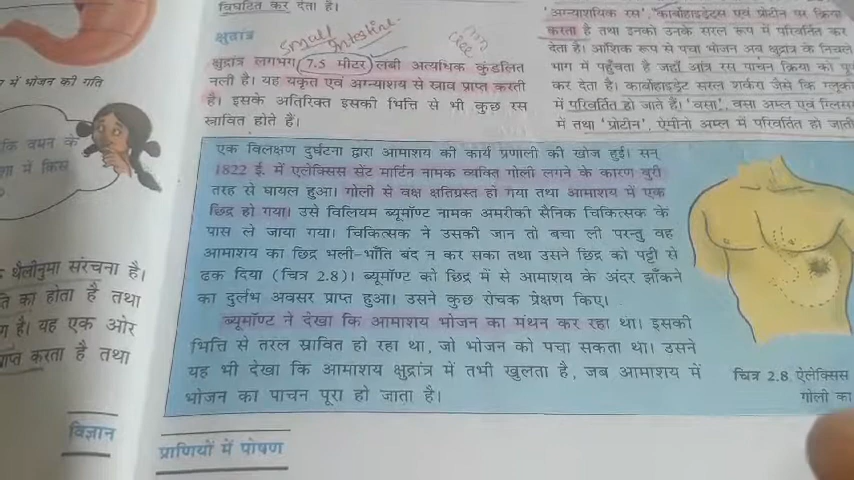 विघटित कर देता है।
क्षुद्रांत्र
Small Intestine
क्षुद्रांत्र लगभग 7.5 मीटर लंबी अत्यधिक कुंडलित
नली है। यह यकृत एवं अग्न्याशय से स्राव प्राप्त करती
है। इसके अतिरिक्त इसकी भित्ति से भी कुछ रस
स्रावित होते है।
'अग्न्याशयिक रस', कार्बोहाइड्रेट्स एवं प्रोटीन पर क्रिया
करता है तथा इनको उनके सरल रूप में परिवर्तित कर
देता है। आंशिक रूप से पचा भोजन अब क्षुद्रांत्र के निचले
भाग में पहुँचता है जहाँ आंत्र रस पाचन क्रिया को पू
कर देता है। कार्बोहाइड्रेट सरल शर्करा जैसे कि ग्लूको
में परिवर्तित हो जाते हैं। 'वसा', वसा अम्ल एवं ग्लिस
में तथा 'प्रोटीन', ऐमीनो अम्ल में परिवर्तित हो जाती
में भोजन की गति
कि वमन के
में किस
थैलीनुमा संरचना है।
का होता है तथा
है। यह एक ओर
प्राप्त करता है तथा
एक विलक्षण दुर्घटना द्वारा आमाशय की कार्य प्रणाली की खोज हुई। सन्
1822 ई. में एलेक्सिस सेंट मार्टिन नामक व्यक्ति गोली लगने के कारण बुरी
तरह से घायल हुआ। गोली से वक्ष क्षतिग्रस्त हो गया तथा आमाशय में एक
छिद्र हो गया। उसे विलियम ब्यूमॉण्ट नामक अमरीकी सैनिक चिकित्सक के
पास ले जाया गया। चिकित्सक ने उसकी जान तो बचा ली परन्तु वह
आमाशय का छिद्र भली-भाँति बंद न कर सका तथा उसने छिद्र को पट्टी से
ढक दिया (चित्र 2.8)। ब्यूमॉण्ट को छिद्र में से आमाशय के अंदर झाँकने
का दुर्लभ अवसर प्राप्त हुआ। उसने कुछ रोचक प्रेक्षण किए।
ब्यूमॉण्ट ने देखा कि आमाशय भोजन का मंथन कर रहा था। इसकी
भित्ति से तरल स्रावित हो रहा था, जो भोजन को पचा सकता था। उसने
यह भी देखा कि आमाशय क्षुद्रांत्र में तभी खुलता है, जब आमाशय में
भोजन का पाचन पूरा हो जाता है।
चित्र 2.8 ऐलेक्सिस
गोली का
विज्ञान
प्राणियों में पोषण